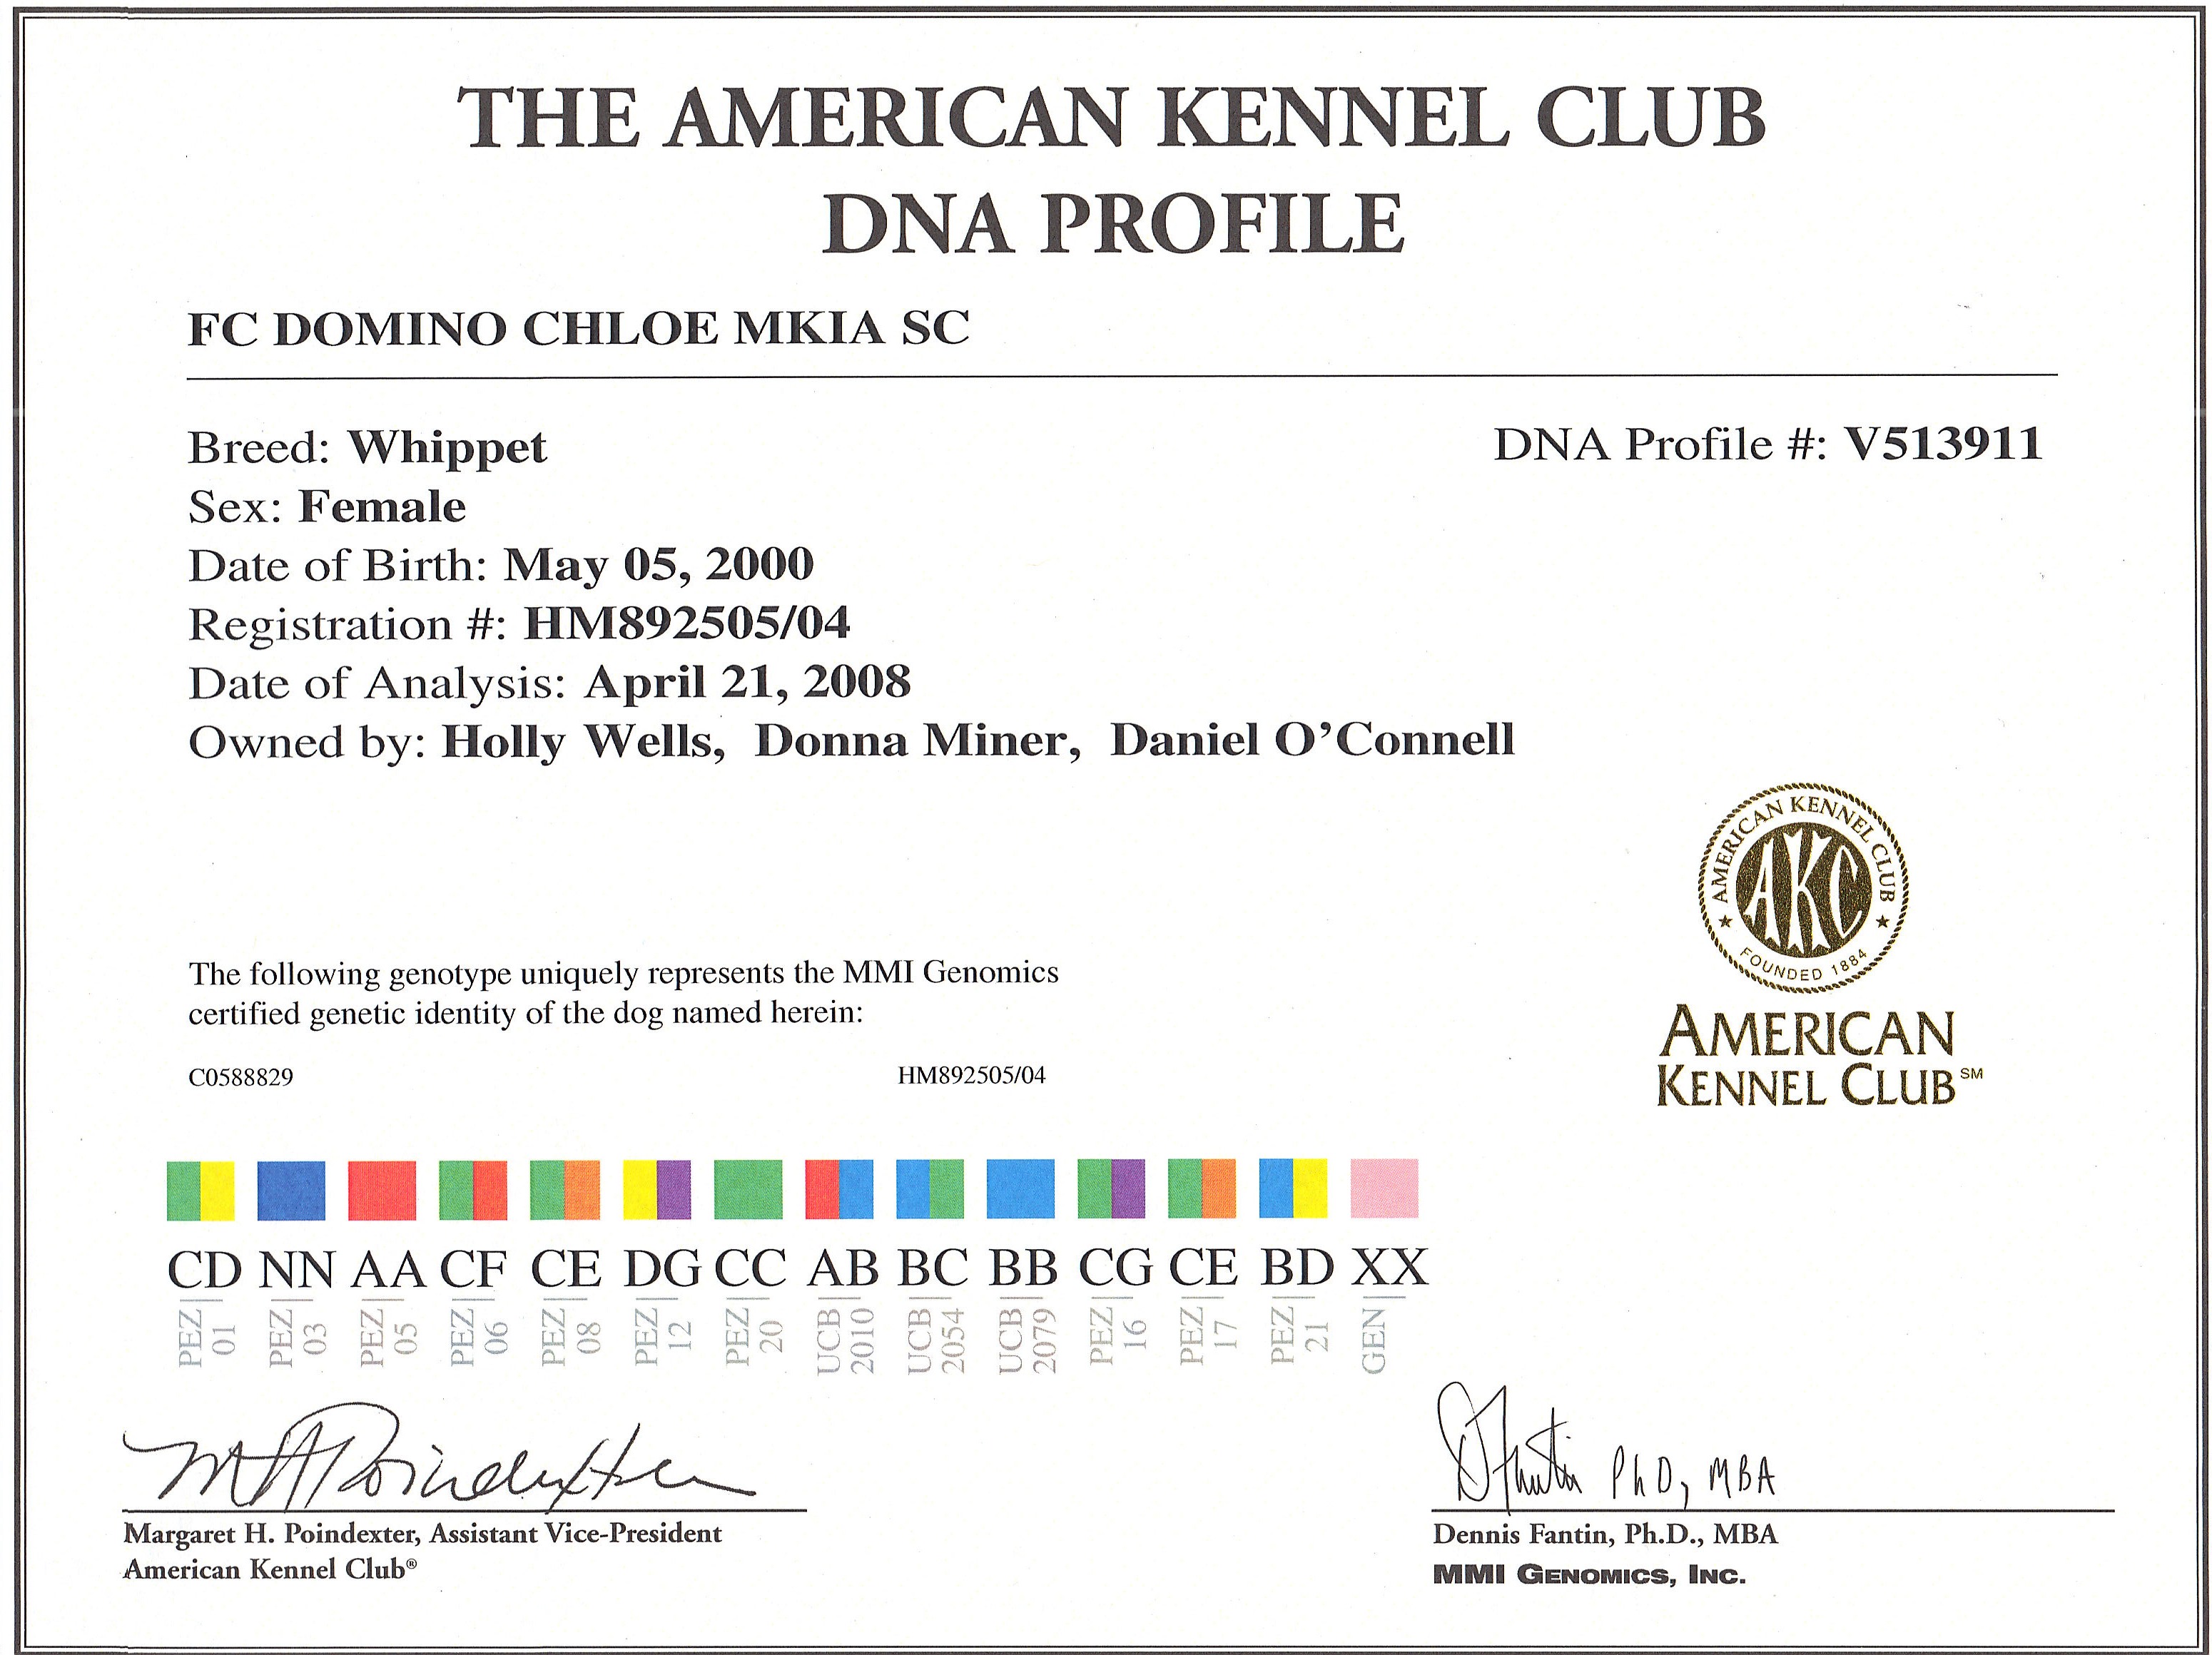 THE AMERICAN KENNEL CLUB
DNA PROFILE
FC DOMINO CHLOE MKIA SC
Breed: Whippet
DNA Profile #: V513911
Sex: Female
Date of Birth: May 05, 2000
Registration #: HM892505/04
Date of Analysis: April 21, 2008
Owned by: Holly Wells, Donna Miner, Daniel O'Connell
AMERICAN KENNEL CLUB
AKC
FOUNDED 1884
AMERICAN
KENNEL CLUB℠
The following genotype uniquely represents the MMI Genomics
certified genetic identity of the dog named herein:
C0588829 HM892505/04
CD NN AA CF CE DG CC AB BC BB CG CE BD XX
PEZ 01 PEZ 03 PEZ 05 PEZ 06 PEZ 08 PEZ 12 PEZ 20 UCB 2010 UCB 2054 UCB 2079 PEZ 16 PEZ 17 PEZ 21 GEN
MHPoindexter
DFantin PhD, MBA
Margaret H. Poindexter, Assistant Vice-President
American Kennel Club®
Dennis Fantin, Ph.D., MBA
MMI GENOMICS, INC.